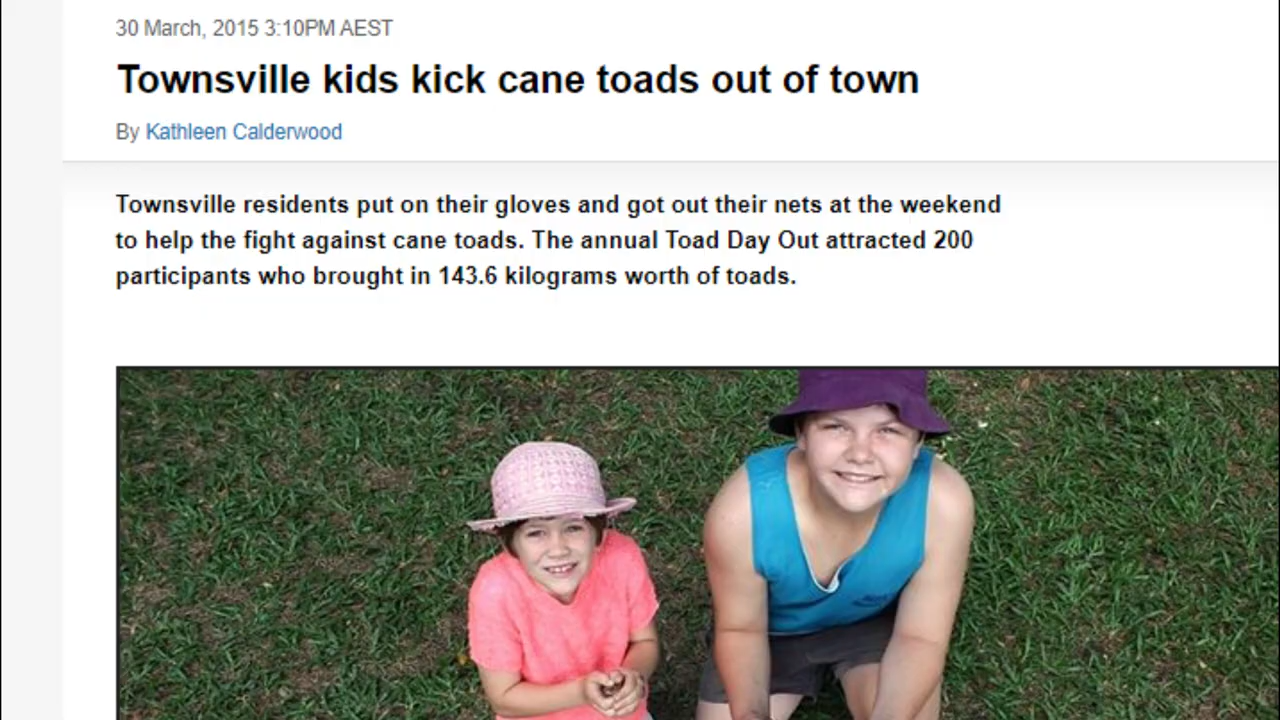 30 March, 2015 3:10PM AEST
Townsville kids kick cane toads out of town
By Kathleen Calderwood
Townsville residents put on their gloves and got out their nets at the weekend
to help the fight against cane toads. The annual Toad Day Out attracted 200
participants who brought in 143.6 kilograms worth of toads.